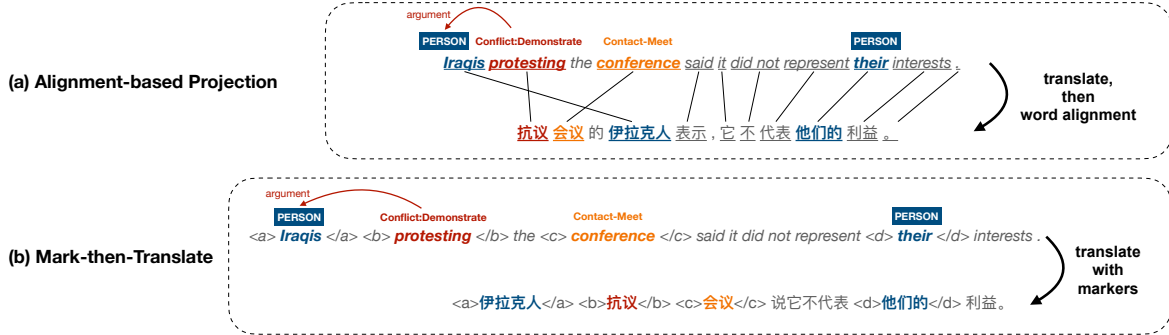 argument
PERSON Conflict:Demonstrate Contact-Meet PERSON
Iraqis protesting the conference said it did not represent their interests .
(a) Alignment-based Projection
translate,
then
word alignment
抗议 会议 的 伊拉克人 表示 , 它 不 代表 他们的 利益 。
argument
PERSON Conflict:Demonstrate Contact-Meet PERSON
<a> Iraqis </a> <b> protesting </b> the <c> conference </c> said it did not represent <d> their </d> interests .
(b) Mark-then-Translate
translate
with
markers
<a>伊拉克人</a> <b>抗议</b> <c>会议</c> 说它不代表 <d>他们的</d> 利益。